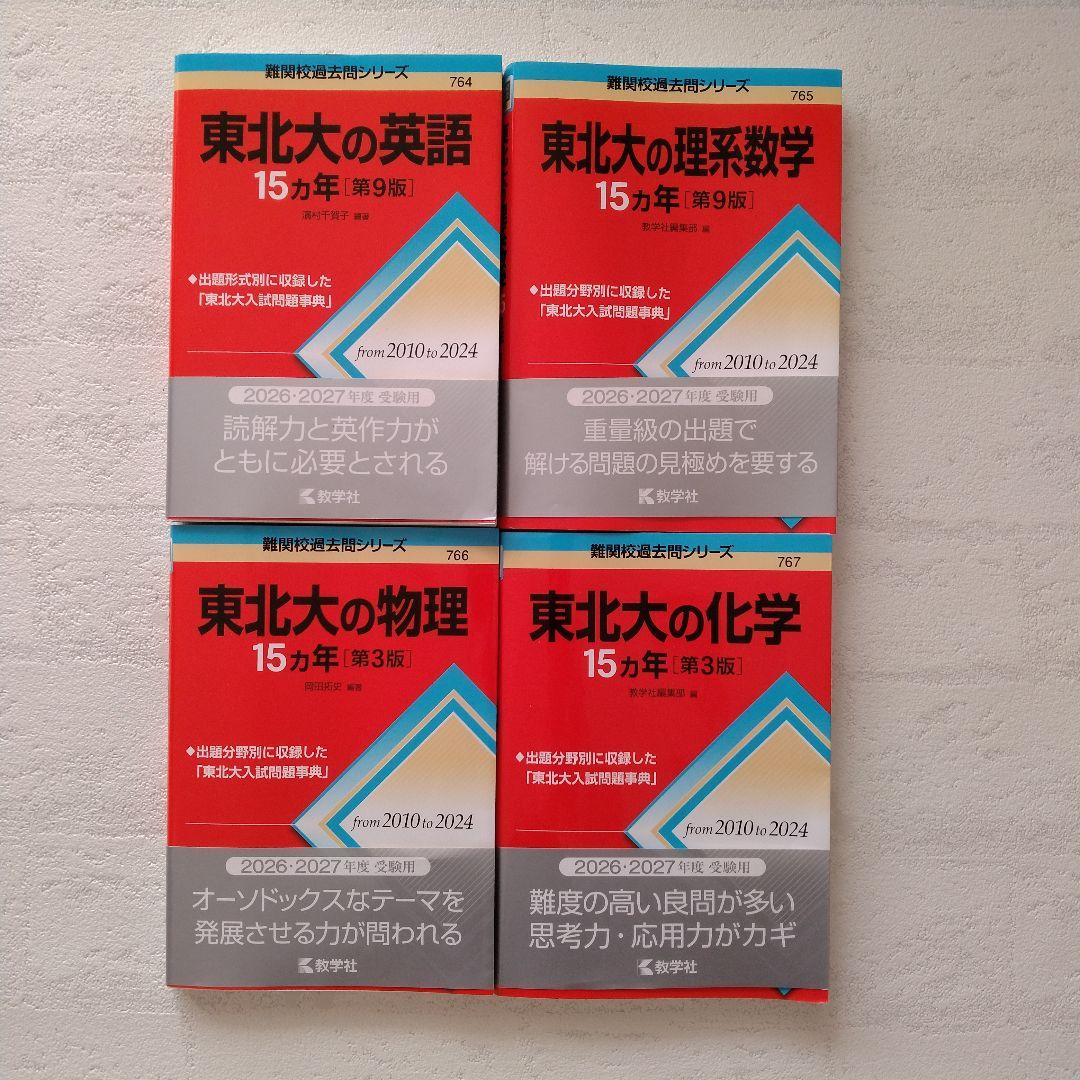 難関校過去問シリーズ
764
東北大の英語
15ヵ年[第9版]
濵村千賀子 編著
◆出題形式別に収録した
「東北大入試問題事典」
from 2010 to 2024
2026・2027年度 受験用
読解力と英作力が
ともに必要とされる
教学社
難関校過去問シリーズ
765
東北大の理系数学
15ヵ年[第9版]
教学社編集部 編
◆出題分野別に収録した
「東北大入試問題事典」
from 2010 to 2024
2026・2027年度 受験用
重量級の出題で
解ける問題の見極めを要する
教学社
難関校過去問シリーズ
766
東北大の物理
15ヵ年[第3版]
岡田拓史 編著
◆出題分野別に収録した
「東北大入試問題事典」
from 2010 to 2024
2026・2027年度 受験用
オーソドックスなテーマを
発展させる力が問われる
教学社
難関校過去問シリーズ
767
東北大の化学
15ヵ年[第3版]
教学社編集部 編
◆出題分野別に収録した
「東北大入試問題事典」
from 2010 to 2024
2026・2027年度 受験用
難度の高い良問が多い
思考力・応用力がカギ
教学社